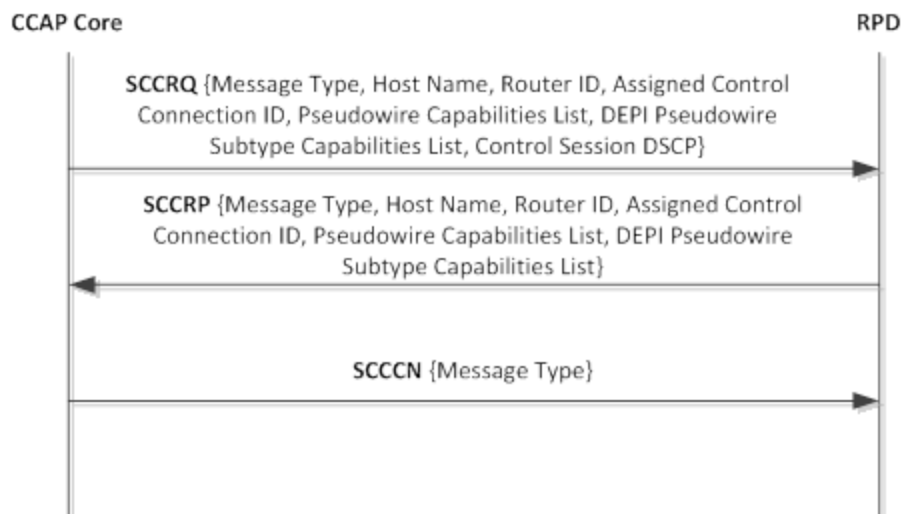 CCAP Core
RPD
SCCRQ {Message Type, Host Name, Router ID, Assigned Control
Connection ID, Pseudowire Capabilities List, DEPI Pseudowire
Subtype Capabilities List, Control Session DSCP}
SCCRP {Message Type, Host Name, Router ID, Assigned Control
Connection ID, Pseudowire Capabilities List, DEPI Pseudowire
Subtype Capabilities List}
SCCCN {Message Type}